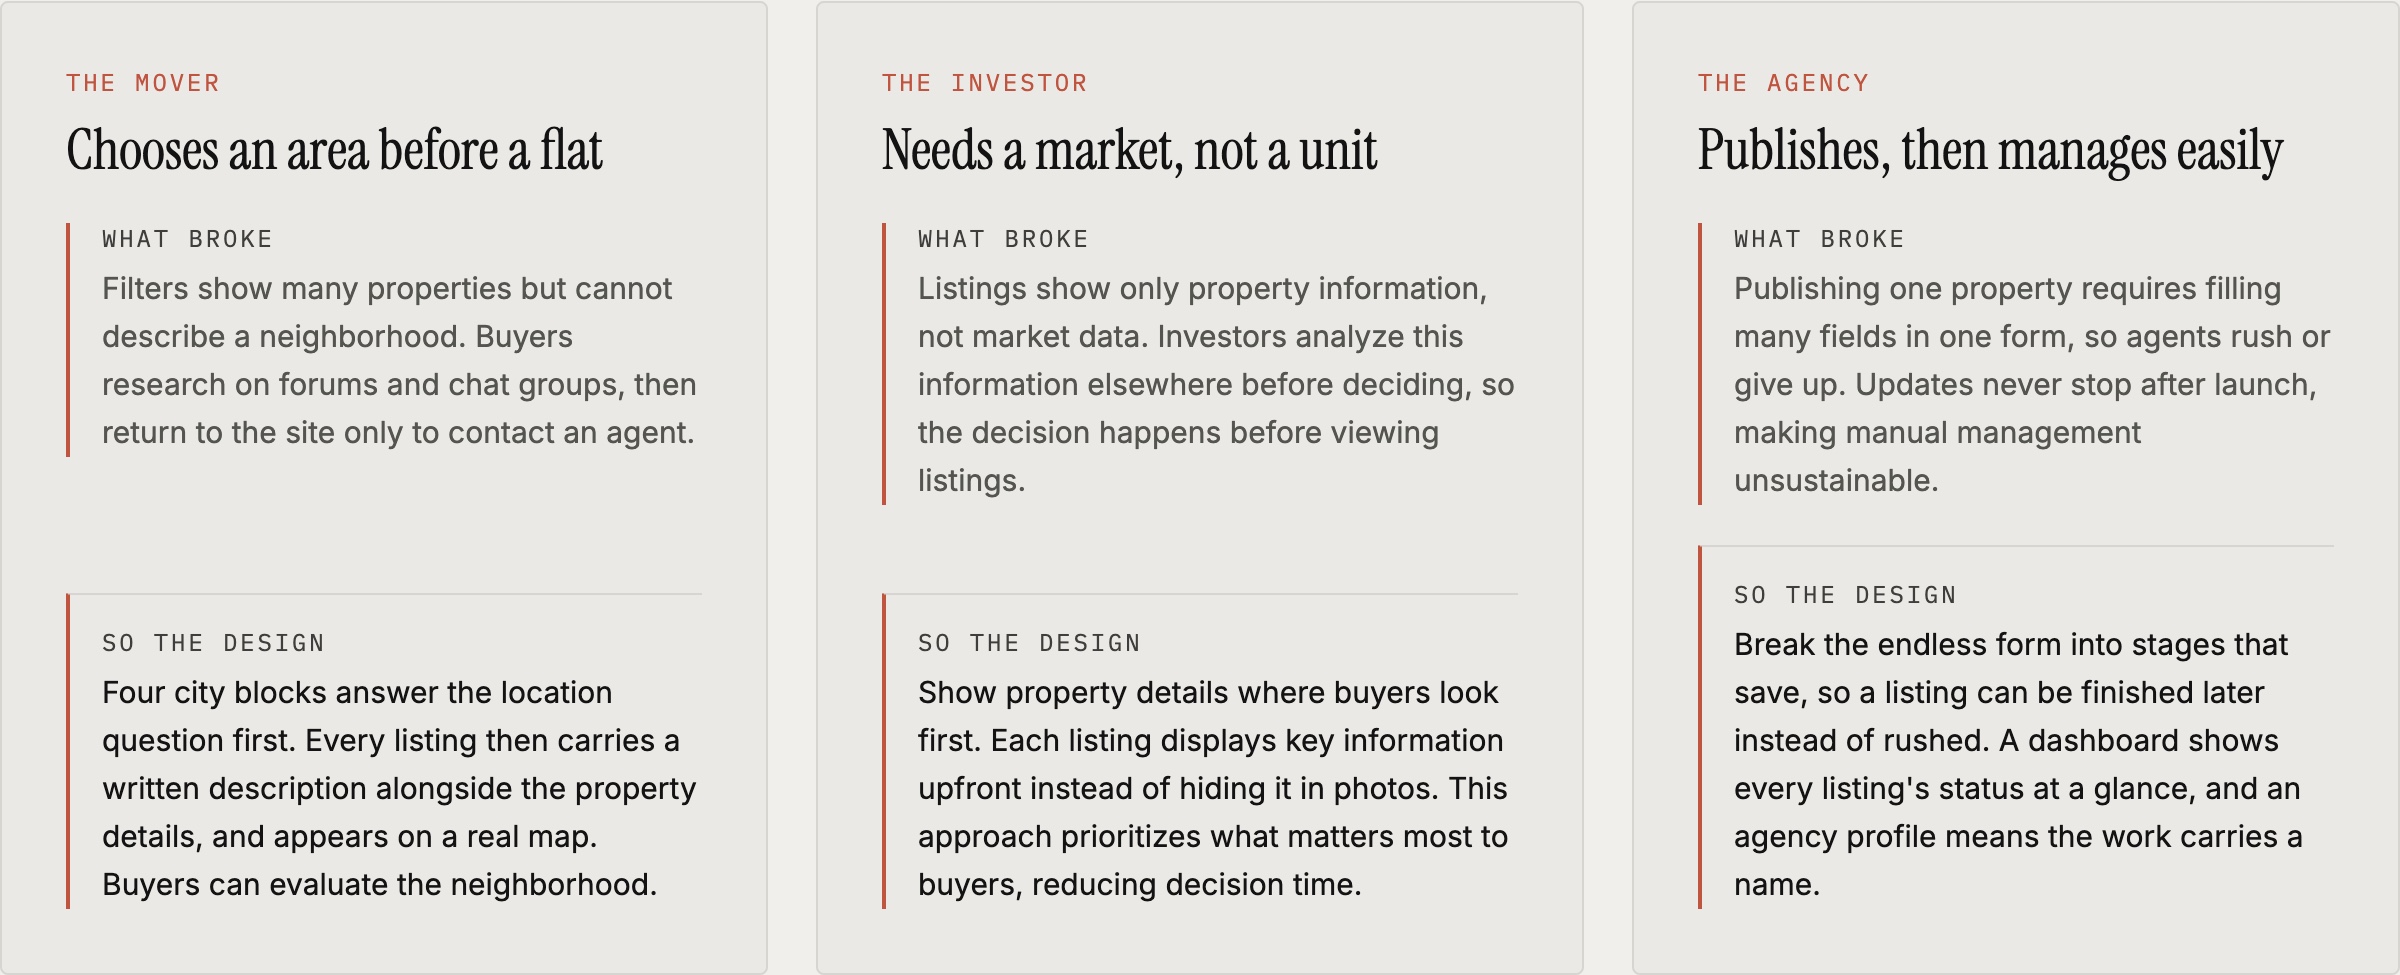 THE MOVER
Chooses an area before a flat
WHAT BROKE
Filters show many properties but cannot
describe a neighborhood. Buyers
research on forums and chat groups, then
return to the site only to contact an agent.
SO THE DESIGN
Four city blocks answer the location
question first. Every listing then carries a
written description alongside the property
details, and appears on a real map.
Buyers can evaluate the neighborhood.
THE INVESTOR
Needs a market, not a unit
WHAT BROKE
Listings show only property information,
not market data. Investors analyze this
information elsewhere before deciding, so
the decision happens before viewing
listings.
SO THE DESIGN
Show property details where buyers look
first. Each listing displays key information
upfront instead of hiding it in photos. This
approach prioritizes what matters most to
buyers, reducing decision time.
THE AGENCY
Publishes, then manages easily
WHAT BROKE
Publishing one property requires filling
many fields in one form, so agents rush or
give up. Updates never stop after launch,
making manual management
unsustainable.
SO THE DESIGN
Break the endless form into stages that
save, so a listing can be finished later
instead of rushed. A dashboard shows
every listing's status at a glance, and an
agency profile means the work carries a
name.